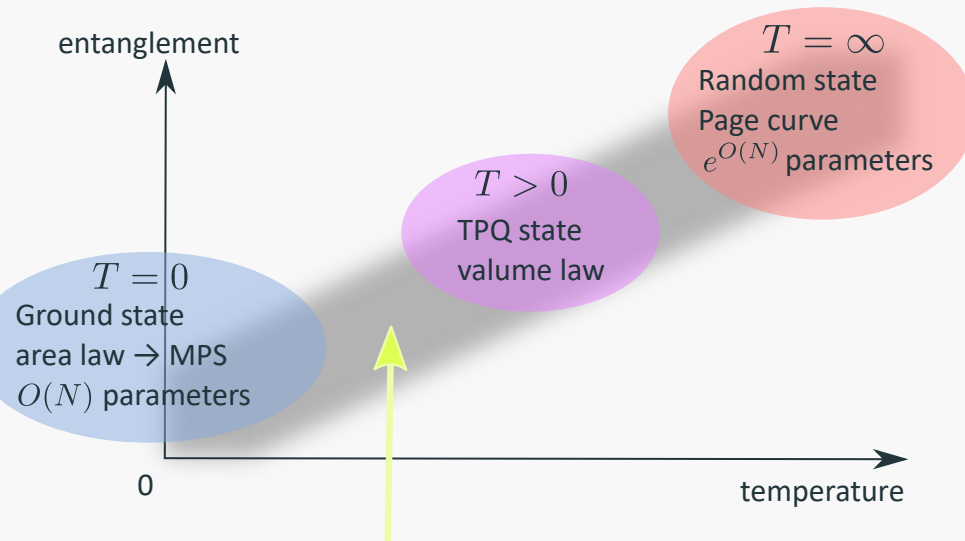 entanglement
T = ∞
Random state
Page curve
e^{O(N)} parameters
T > 0
TPQ state
valume law
T = 0
Ground state
area law → MPS
O(N) parameters
0
temperature